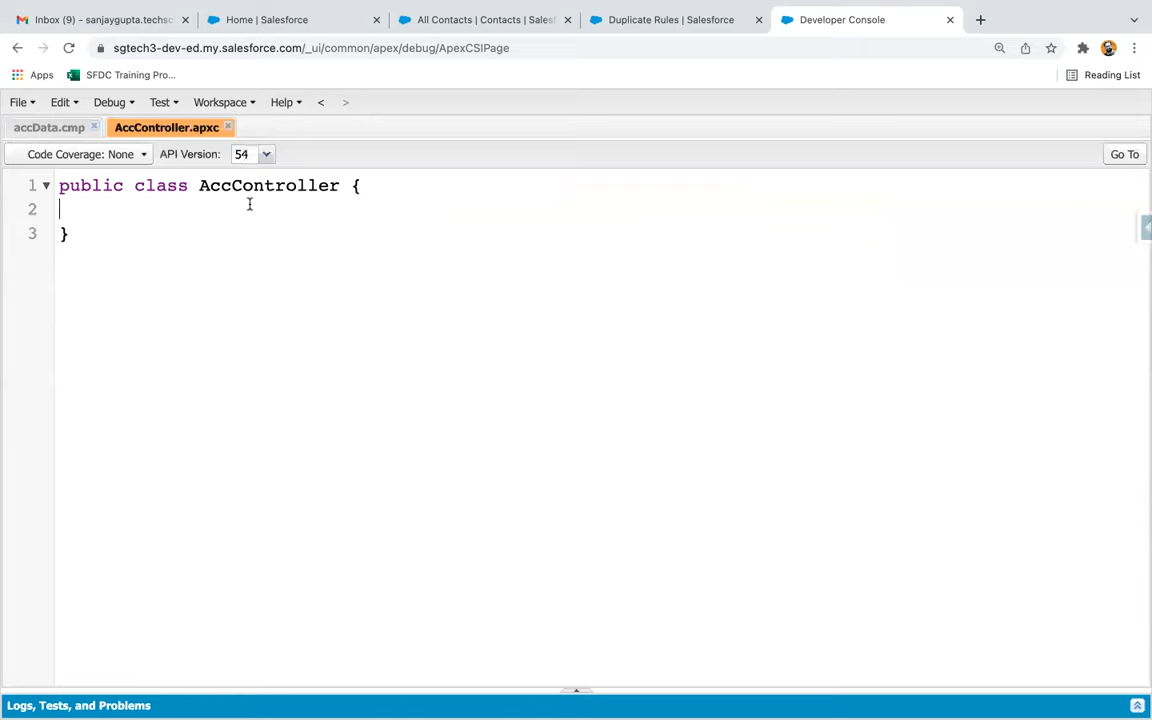 Inbox (9) - sanjaygupta.techsc
Home | Salesforce
All Contacts | Contacts | Salesf
Duplicate Rules | Salesforce
Developer Console
sgtech3-dev-ed.my.salesforce.com/_ui/common/apex/debug/ApexCSIPage
Apps
SFDC Training Pro...
Reading List
File
Edit
Debug
Test
Workspace
Help
<
>
accData.cmp
AccController.apxc
Code Coverage: None
API Version:
54
Go To
1 public class AccController {
2
3 }
Logs, Tests, and Problems